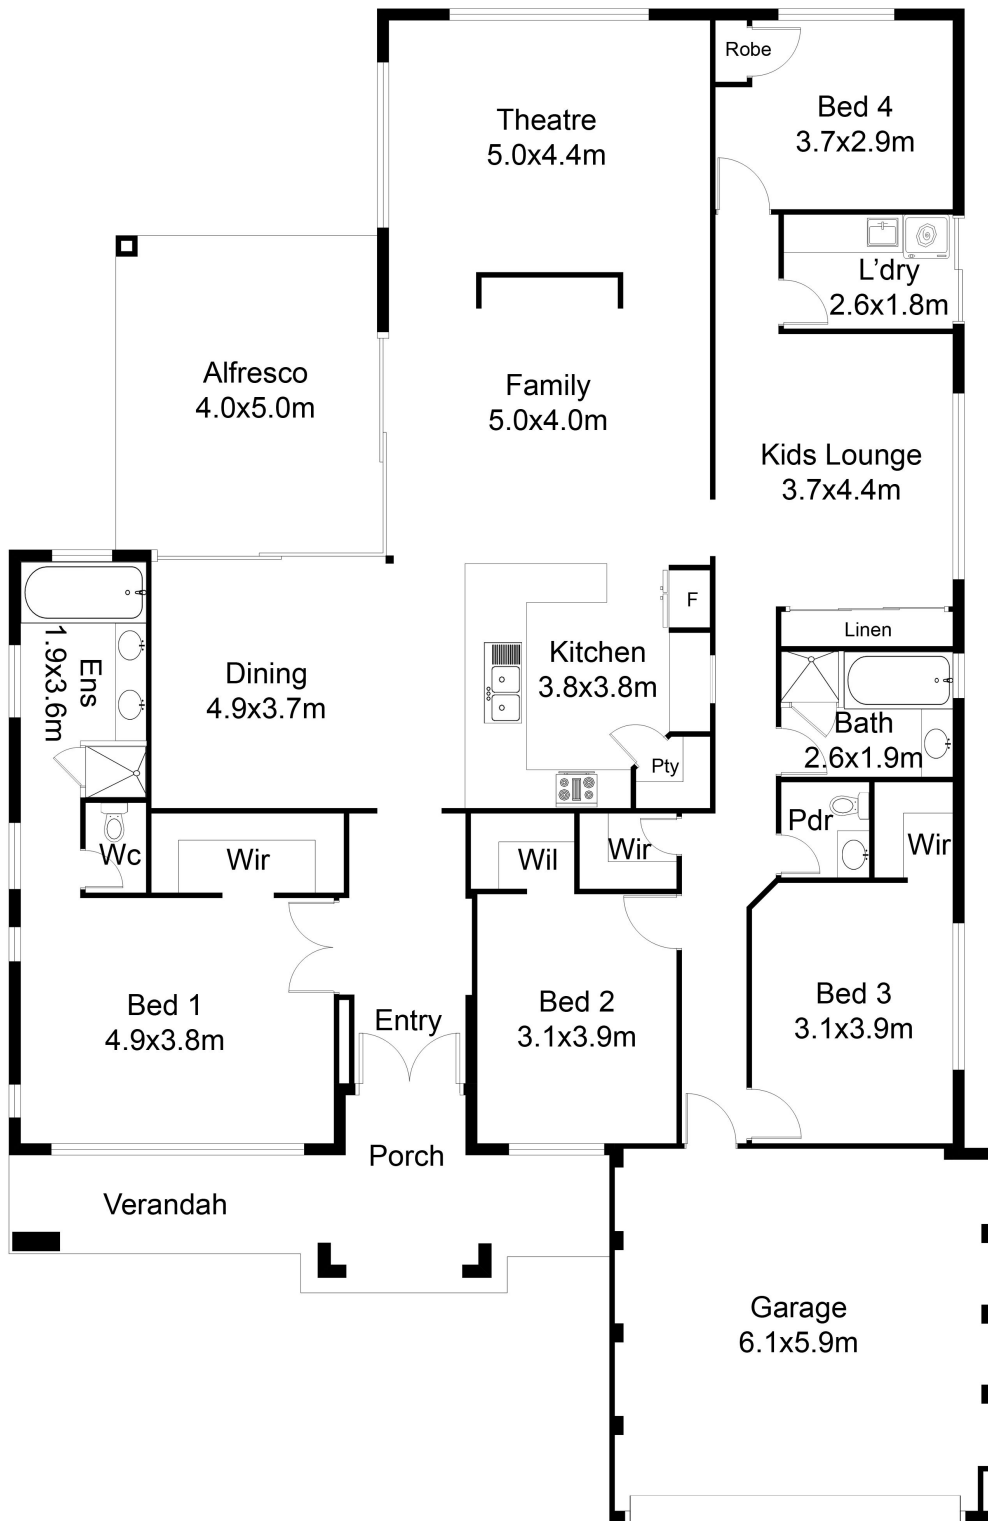 Robe
Theatre
5.0x4.4m
Bed 4
3.7x2.9m
L'dry
2.6x1.8m
Alfresco
4.0x5.0m
Family
5.0x4.0m
Kids Lounge
3.7x4.4m
F
Linen
Ens
1.9x3.6m
Dining
4.9x3.7m
Kitchen
3.8x3.8m
Pty
Bath
2.6x1.9m
Wc
Wir
Wil
Wir
Pdr
Wir
Bed 1
4.9x3.8m
Entry
Bed 2
3.1x3.9m
Bed 3
3.1x3.9m
Porch
Verandah
Garage
6.1x5.9m